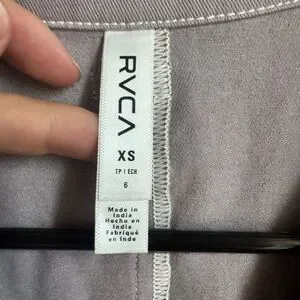 RVCA
XS
TP | ECH
6
Made in
India
Hecho en
India
Fabriqué
en Inde